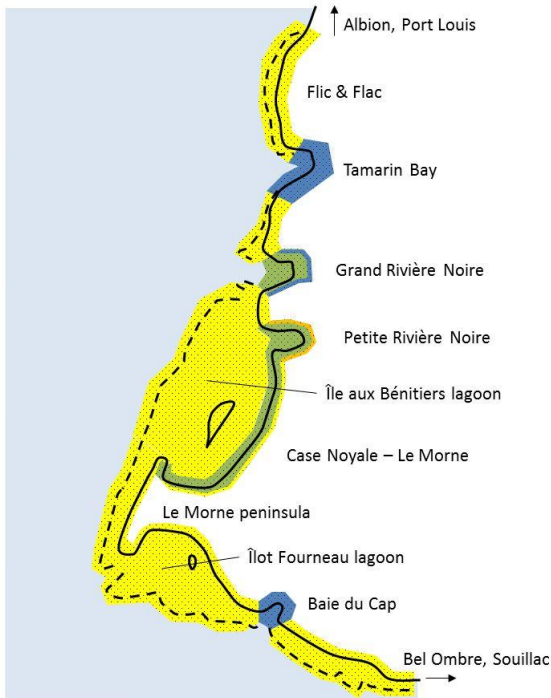 Albion, Port Louis
Flic & Flac
Tamarin Bay
Grand Rivière Noire
Petite Rivière Noire
Île aux Bénitiers lagoon
Case Noyale – Le Morne
Le Morne peninsula
Îlot Fourneau lagoon
Baie du Cap
Bel Ombre, Souillac